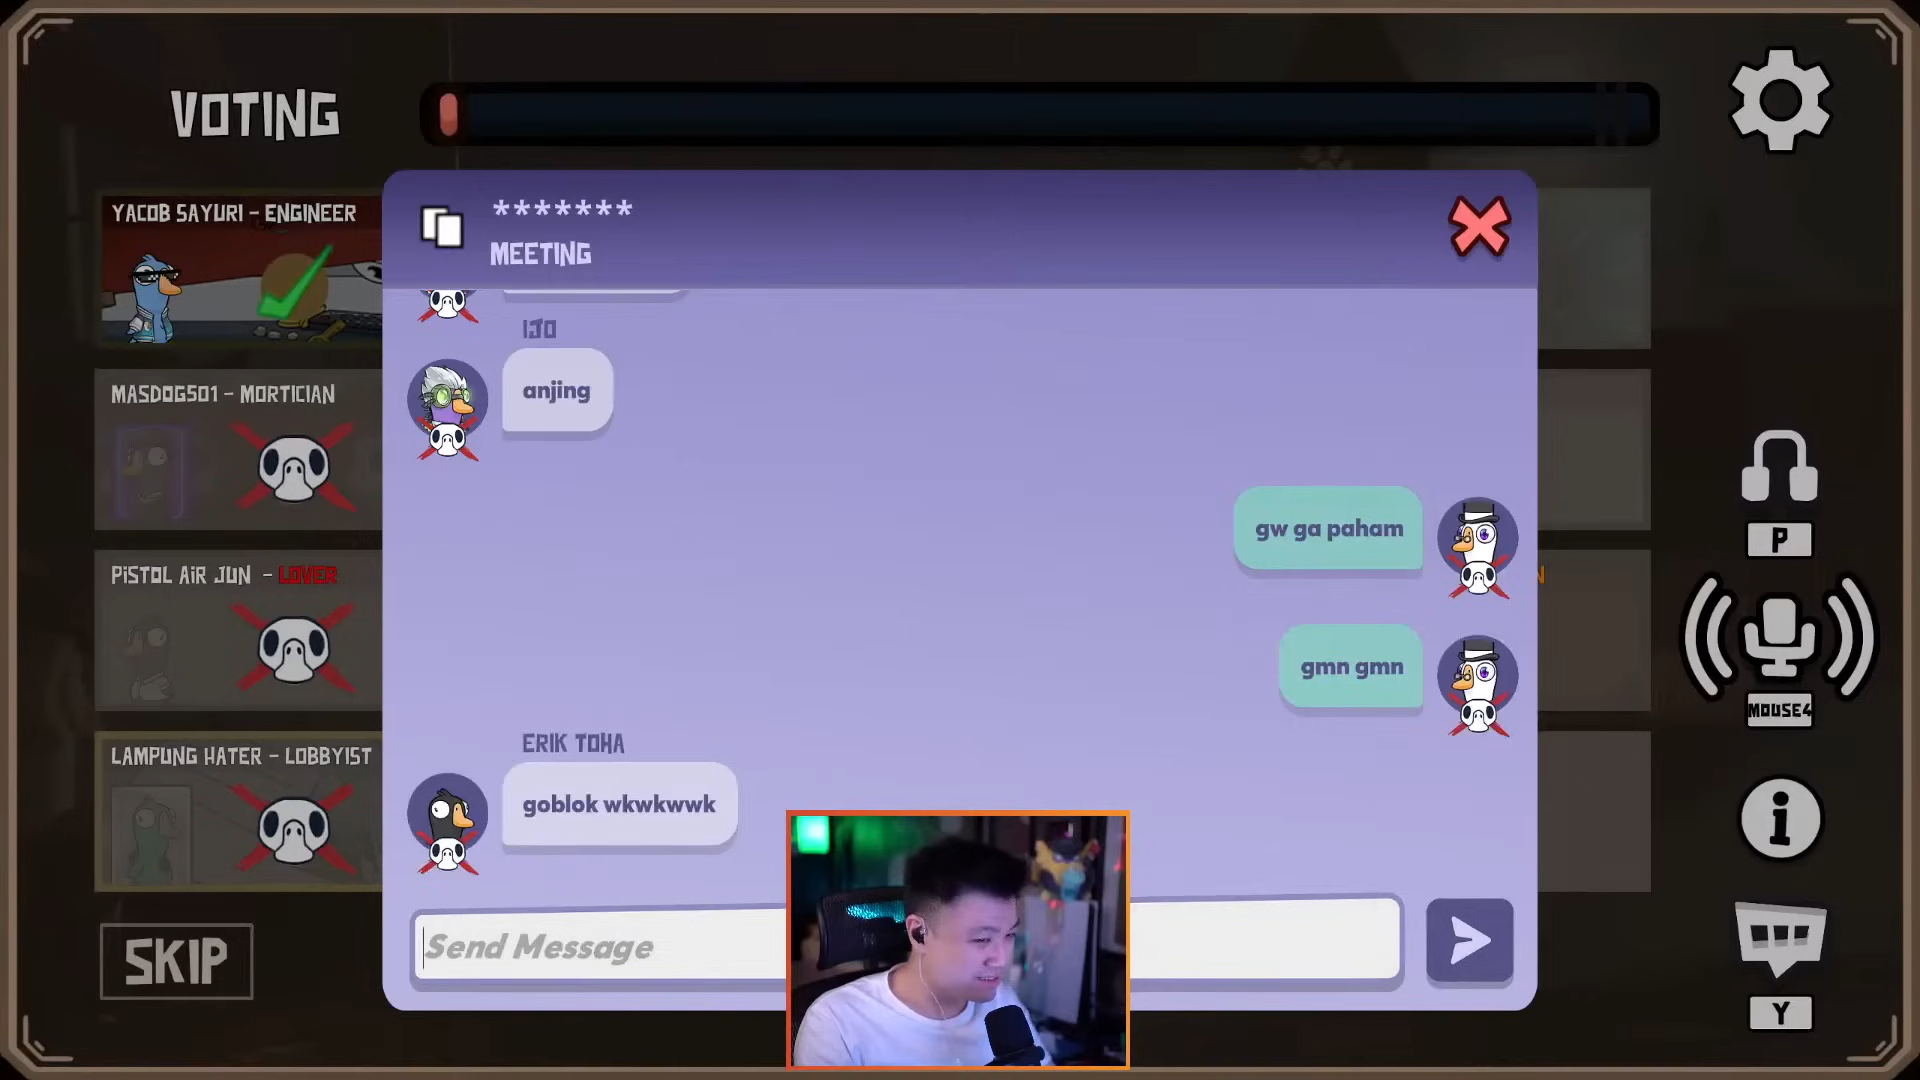 VOTING
*******
MEETING
YACOB SAYURI - ENGINEER
IJO
anjing
MASDOG501 - MORTICIAN
gw ga paham
P
PISTOL AIR JUN - LOVER
N
gmn gmn
MOUSE4
ERIK TOHA
LAMPUNG HATER - LOBBYIST
goblok wkwkwwk
Send Message
SKIP
Y